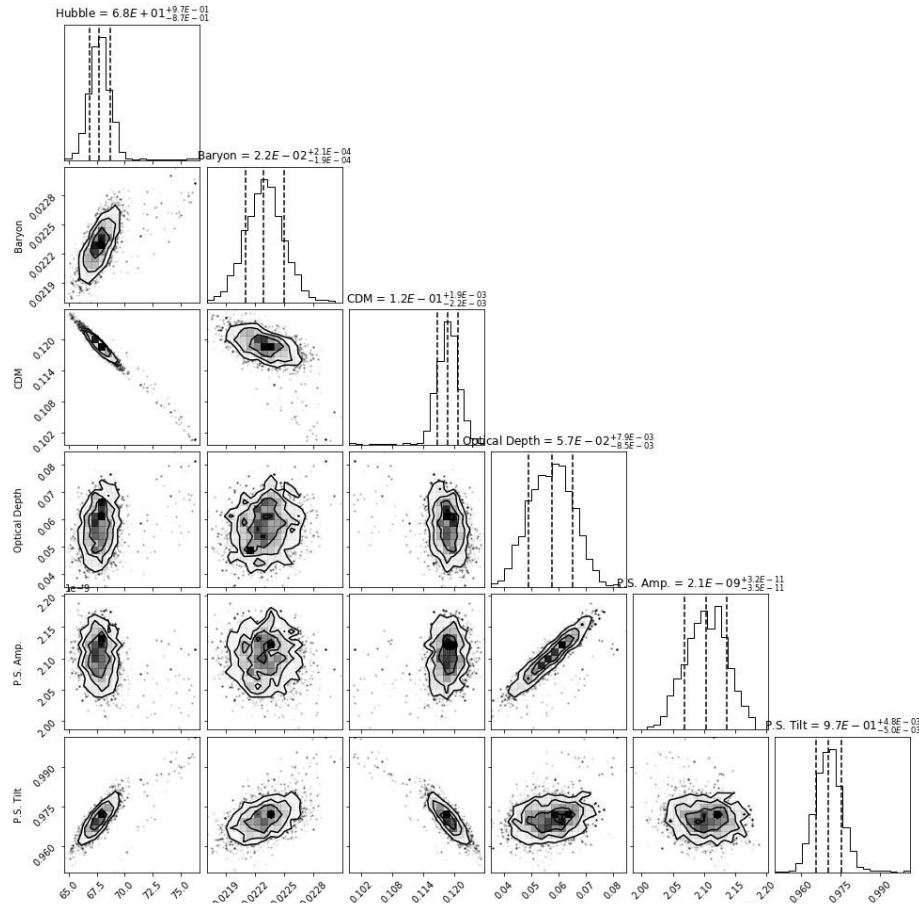 Hubble = 6.8E + 01 +9.7E − 01 −8.7E − 01
Baryon = 2.2E − 02 +2.1E − 04 −1.9E − 04
Baryon
0.0228
0.0225
0.0222
0.0219
CDM = 1.2E − 01 +1.9E − 03 −2.2E − 03
CDM
0.120
0.114
0.108
0.102
Optical Depth = 5.7E − 02 +7.9E − 03 −8.5E − 03
Optical Depth
0.08
0.07
0.06
0.05
0.04
1e−9
P.S. Amp. = 2.1E − 09 +3.2E − 11 −3.5E − 11
P.S. Amp.
2.20
2.15
2.10
2.05
2.00
P.S. Tilt = 9.7E − 01 +4.8E − 03 −5.0E − 03
P.S. Tilt
0.990
0.975
0.960
65.0 67.5 70.0 72.5 75.0
0.0219 0.0222 0.0225 0.0228
0.102 0.108 0.114 0.120
0.04 0.05 0.06 0.07 0.08
2.00 2.05 2.10 2.15 2.20
0.960 0.975 0.990